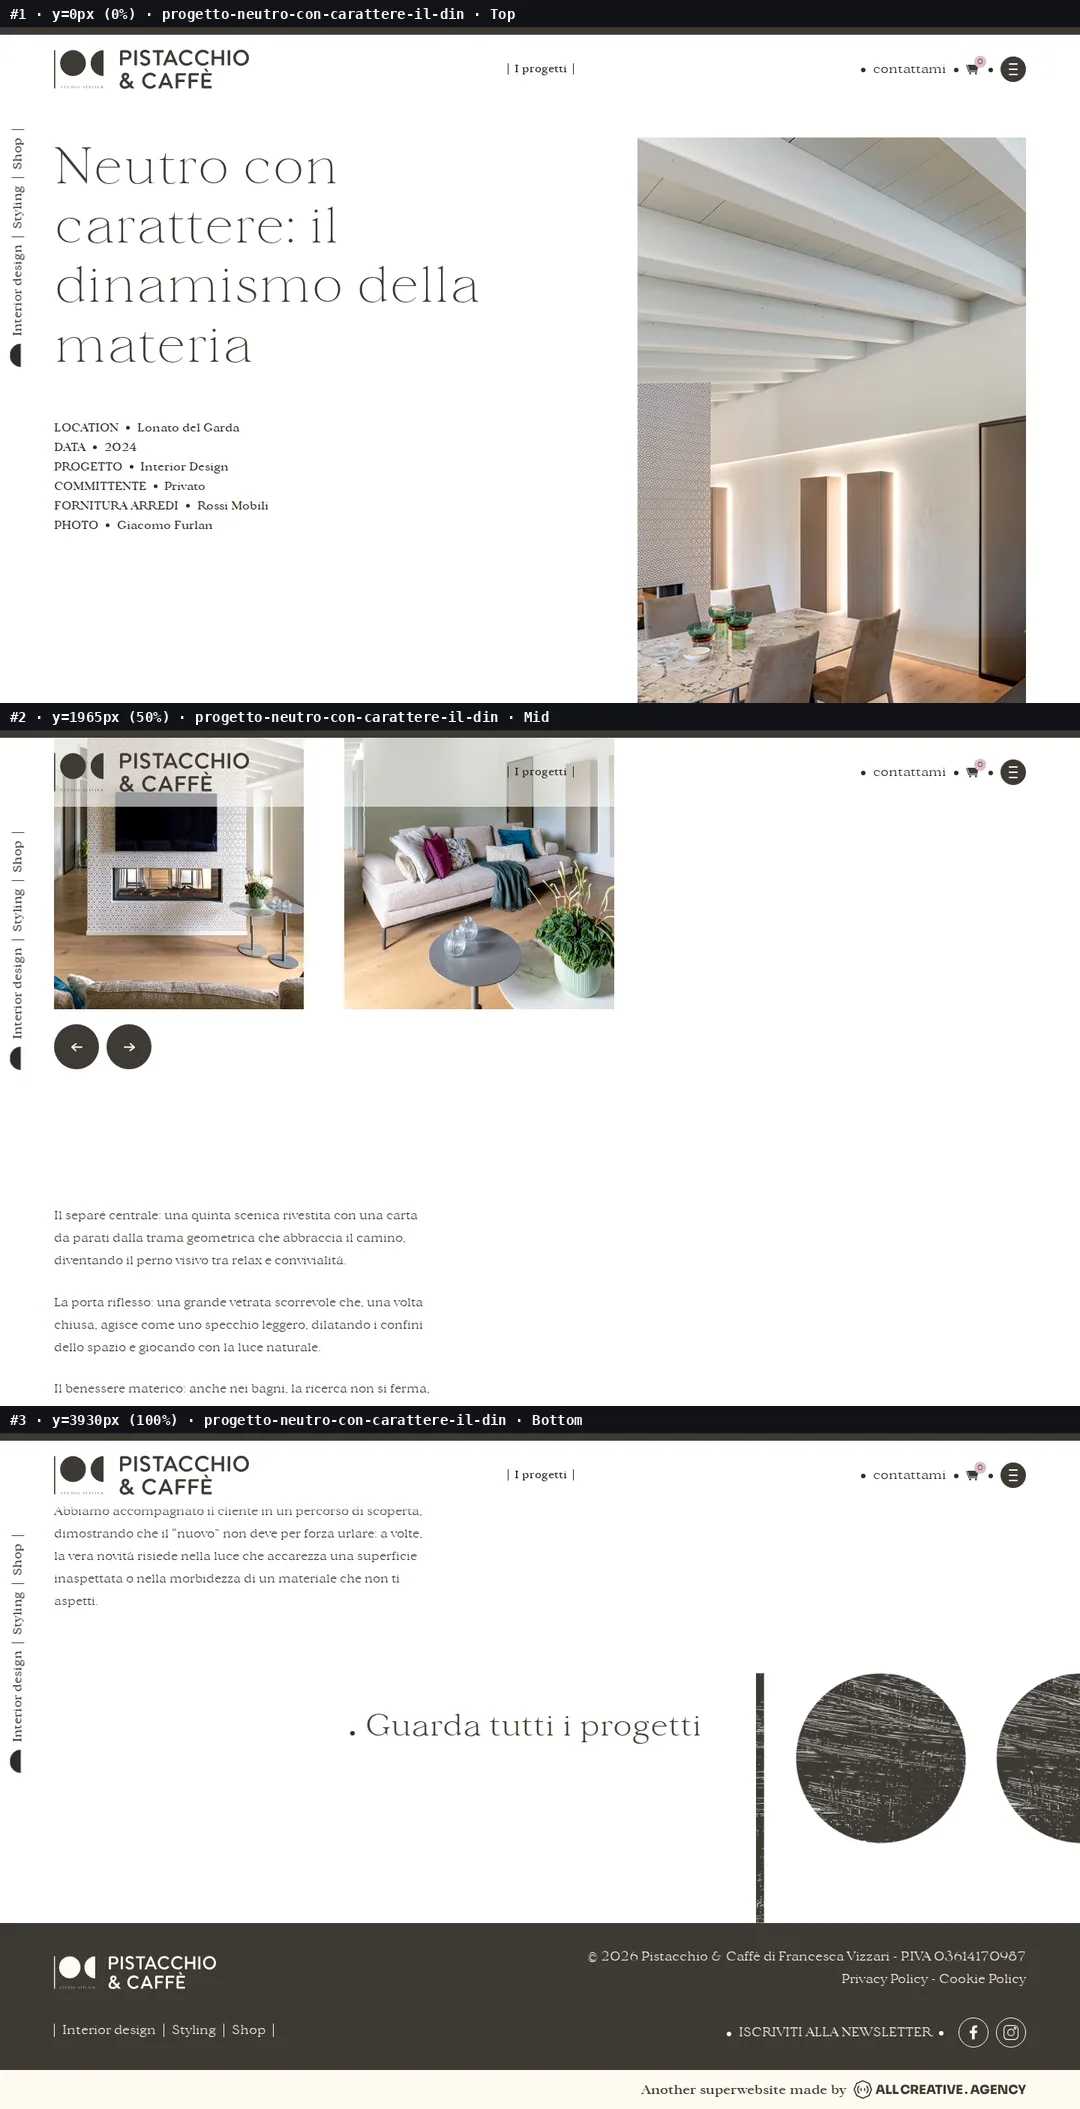 #1 · y=0px (0%) · progetto-neutro-con-carattere-il-din · Top
PISTACCHIO
& CAFFÈ
STUDIO ATELIER
| I progetti |
• contattami • 0 •
Interior design | Styling | Shop |
Neutro con
carattere: il
dinamismo della
materia
LOCATION • Lonato del Garda
DATA • 2024
PROGETTO • Interior Design
COMMITTENTE • Privato
FORNITURA ARREDI • Rossi Mobili
PHOTO • Giacomo Furlan
#2 · y=1965px (50%) · progetto-neutro-con-carattere-il-din · Mid
PISTACCHIO
& CAFFÈ
| I progetti |
• contattami • 0 •
Interior design | Styling | Shop |
Il separé centrale: una quinta scenica rivestita con una carta
da parati dalla trama geometrica che abbraccia il camino,
diventando il perno visivo tra relax e convivialità.
La porta riflesso: una grande vetrata scorrevole che, una volta
chiusa, agisce come uno specchio leggero, dilatando i confini
dello spazio e giocando con la luce naturale.
Il benessere materico: anche nei bagni, la ricerca non si ferma,
#3 · y=3930px (100%) · progetto-neutro-con-carattere-il-din · Bottom
PISTACCHIO
& CAFFÈ
STUDIO ATELIER
| I progetti |
• contattami • 0 •
Interior design | Styling | Shop |
Abbiamo accompagnato il cliente in un percorso di scoperta,
dimostrando che il "nuovo" non deve per forza urlare: a volte,
la vera novità risiede nella luce che accarezza una superficie
inaspettata o nella morbidezza di un materiale che non ti
aspetti.
• Guarda tutti i progetti
PISTACCHIO
& CAFFÈ
| Interior design | Styling | Shop |
© 2026 Pistacchio & Caffè di Francesca Vizzari - P.IVA 03614170987
Privacy Policy - Cookie Policy
• ISCRIVITI ALLA NEWSLETTER •
Another superwebsite made by ALLCREATIVE.AGENCY